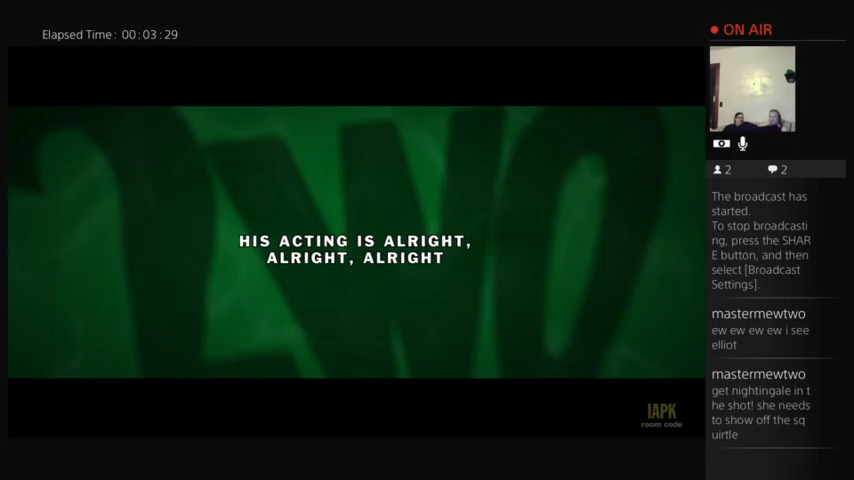 Elapsed Time: 00:03:29
ON AIR
TWO
HIS ACTING IS ALRIGHT,
ALRIGHT, ALRIGHT
IAPK
room code
2
2
The broadcast has
started.
To stop broadcasti
ng, press the SHAR
E button, and then
select [Broadcast
Settings].
mastermewtwo
ew ew ew ew i see
elliot
mastermewtwo
get nightingale in t
he shot! she needs
to show off the sq
uirtle